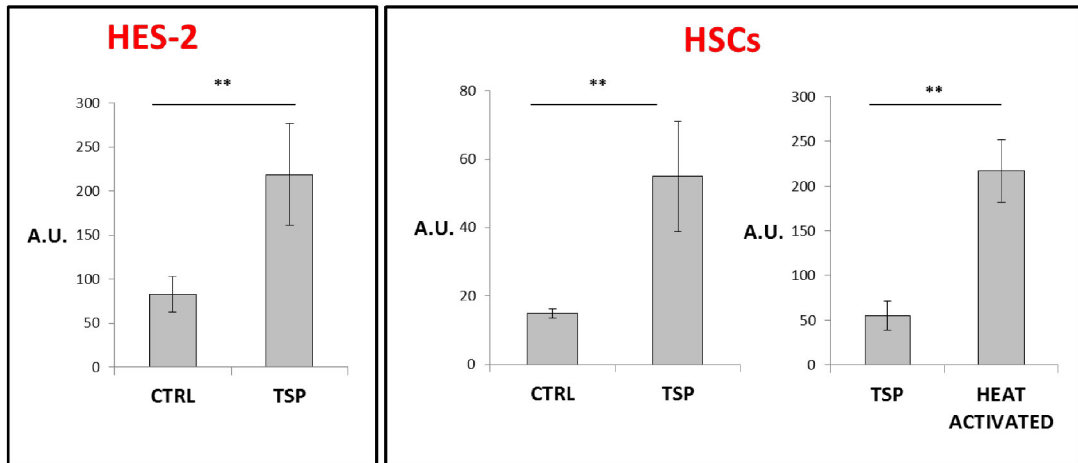 HES-2
**
300
250
200
150
100
50
0
A.U.
CTRL
TSP
HSCs
**
80
60
40
20
0
A.U.
CTRL
TSP
**
300
250
200
150
100
50
0
A.U.
TSP
HEAT
ACTIVATED